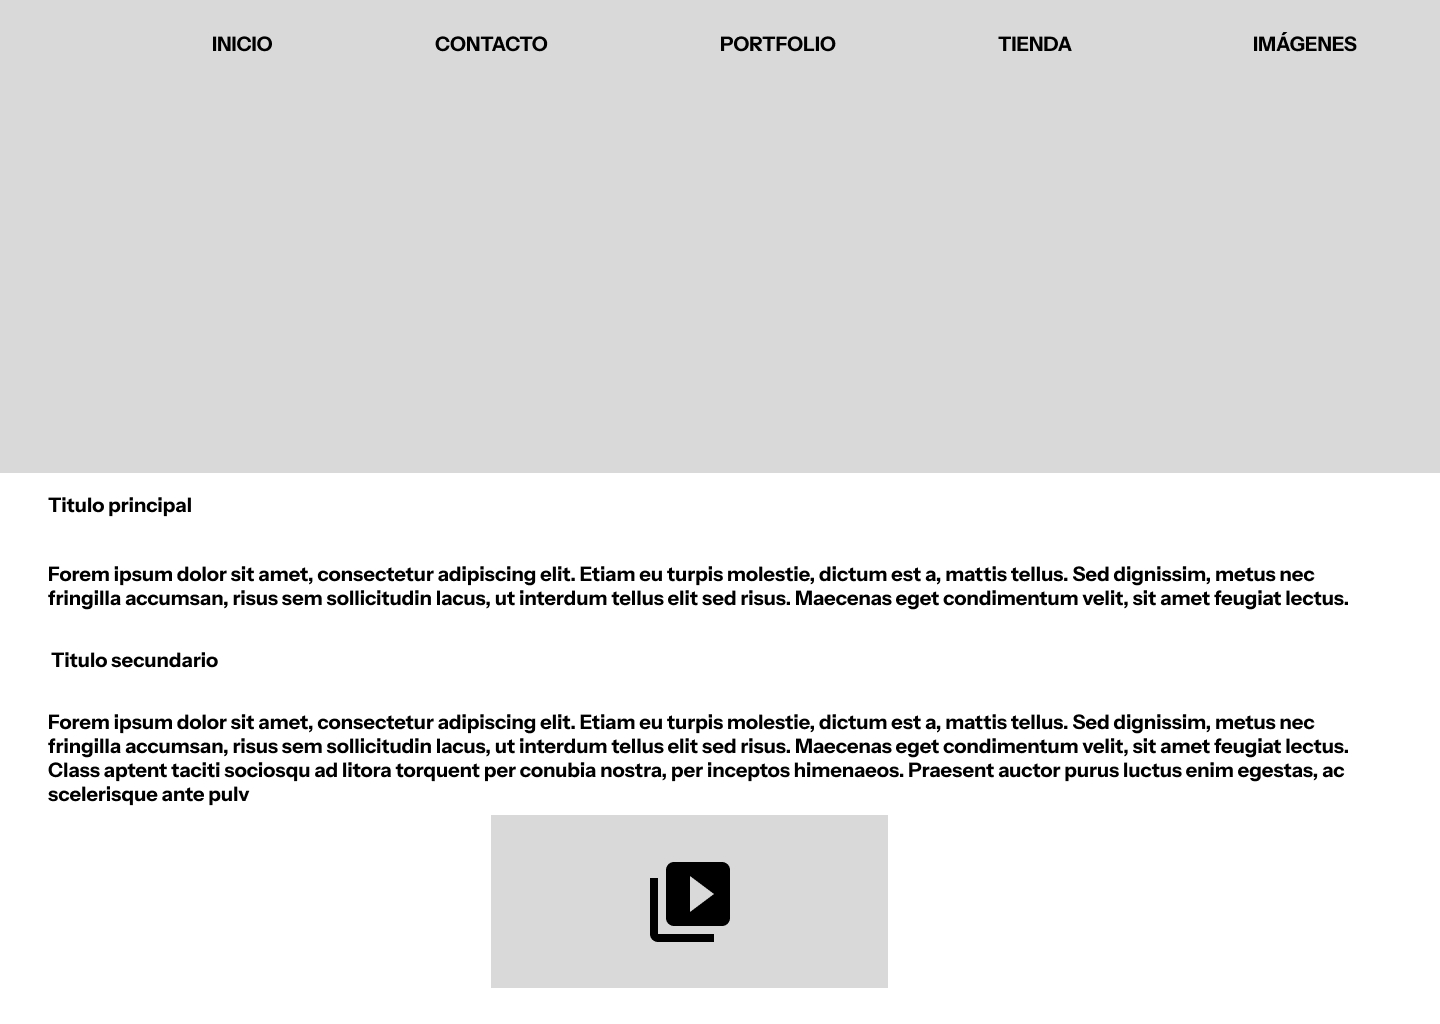 INICIO CONTACTO PORTFOLIO TIENDA IMÁGENES
Titulo principal
Forem ipsum dolor sit amet, consectetur adipiscing elit. Etiam eu turpis molestie, dictum est a, mattis tellus. Sed dignissim, metus nec
fringilla accumsan, risus sem sollicitudin lacus, ut interdum tellus elit sed risus. Maecenas eget condimentum velit, sit amet feugiat lectus.
Titulo secundario
Forem ipsum dolor sit amet, consectetur adipiscing elit. Etiam eu turpis molestie, dictum est a, mattis tellus. Sed dignissim, metus nec
fringilla accumsan, risus sem sollicitudin lacus, ut interdum tellus elit sed risus. Maecenas eget condimentum velit, sit amet feugiat lectus.
Class aptent taciti sociosqu ad litora torquent per conubia nostra, per inceptos himenaeos. Praesent auctor purus luctus enim egestas, ac
scelerisque ante pulv